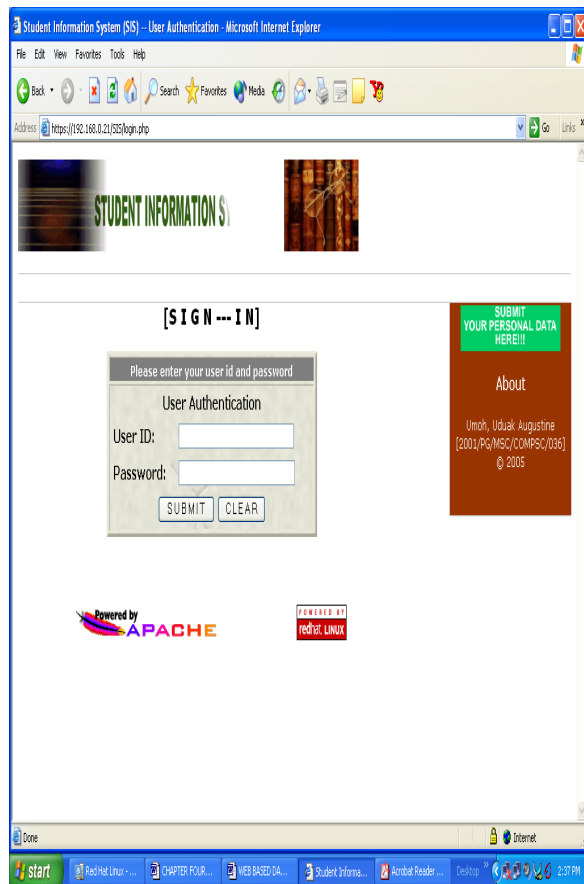 Student Information System (SIS) -- User Authentication - Microsoft Internet Explorer
File Edit View Favorites Tools Help
Back Search Favorites Media
Address https://192.168.0.21/SIS/login.php Go Links
STUDENT INFORMATION S
[S I G N --- I N]
Please enter your user id and password
User Authentication
User ID:
Password:
SUBMIT CLEAR
SUBMIT
YOUR PERSONAL DATA
HERE!!!
About
Umoh, Uduak Augustine
[2001/PG/MSC/COMPSC/036]
© 2005
Powered by
APACHE
POWERED BY
redhat LINUX
Done Internet
start Red Hat Linux - ... CHAPTER FOUR... WEB BASED DA... Student Informa... Acrobat Reader ... Desktop » 2:37 PM